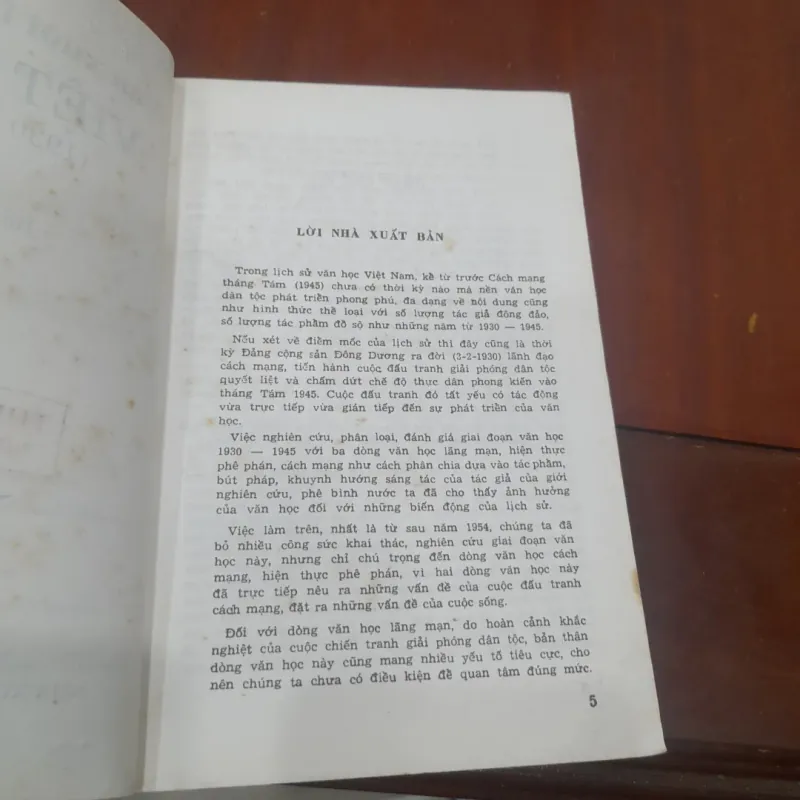 LỜI NHÀ XUẤT BẢN
Trong lịch sử văn học Việt Nam, kể từ trước Cách mạng
tháng Tám (1945) chưa có thời kỳ nào mà nền văn học
dân tộc phát triển phong phú, đa dạng về nội dung cũng
như hình thức thể loại với số lượng tác giả đông đảo,
số lượng tác phẩm đồ sộ như những năm từ 1930 — 1945.
Nếu xét về điểm mốc của lịch sử thì đây cũng là thời
kỳ Đảng cộng sản Đông Dương ra đời (3-2-1930) lãnh đạo
cách mạng, tiến hành cuộc đấu tranh giải phóng dân tộc
quyết liệt và chấm dứt chế độ thực dân phong kiến vào
tháng Tám 1945. Cuộc đấu tranh đó tất yếu có tác động
vừa trực tiếp vừa gián tiếp đến sự phát triển của văn
học.
Việc nghiên cứu, phân loại, đánh giá giai đoạn văn học
1930 — 1945 với ba dòng văn học lãng mạn, hiện thực
phê phán, cách mạng như cách phân chia dựa vào tác phẩm,
bút pháp, khuynh hướng sáng tác của tác giả của giới
nghiên cứu, phê bình nước ta đã cho thấy ảnh hưởng
của văn học đối với những biến động của lịch sử.
Việc làm trên, nhất là từ sau năm 1954, chúng ta đã
bỏ nhiều công sức khai thác, nghiên cứu giai đoạn văn
học này, nhưng chỉ chú trọng đến dòng văn học cách
mạng, hiện thực phê phán, vì hai dòng văn học này
đã trực tiếp nêu ra những vấn đề của cuộc đấu tranh
cách mạng, đặt ra những vấn đề của cuộc sống.
Đối với dòng văn học lãng mạn, do hoàn cảnh khắc
nghiệt của cuộc chiến tranh giải phóng dân tộc, bản thân
dòng văn học này cũng mang nhiều yếu tố tiêu cực, cho
nên chúng ta chưa có điều kiện để quan tâm đúng mức.
5